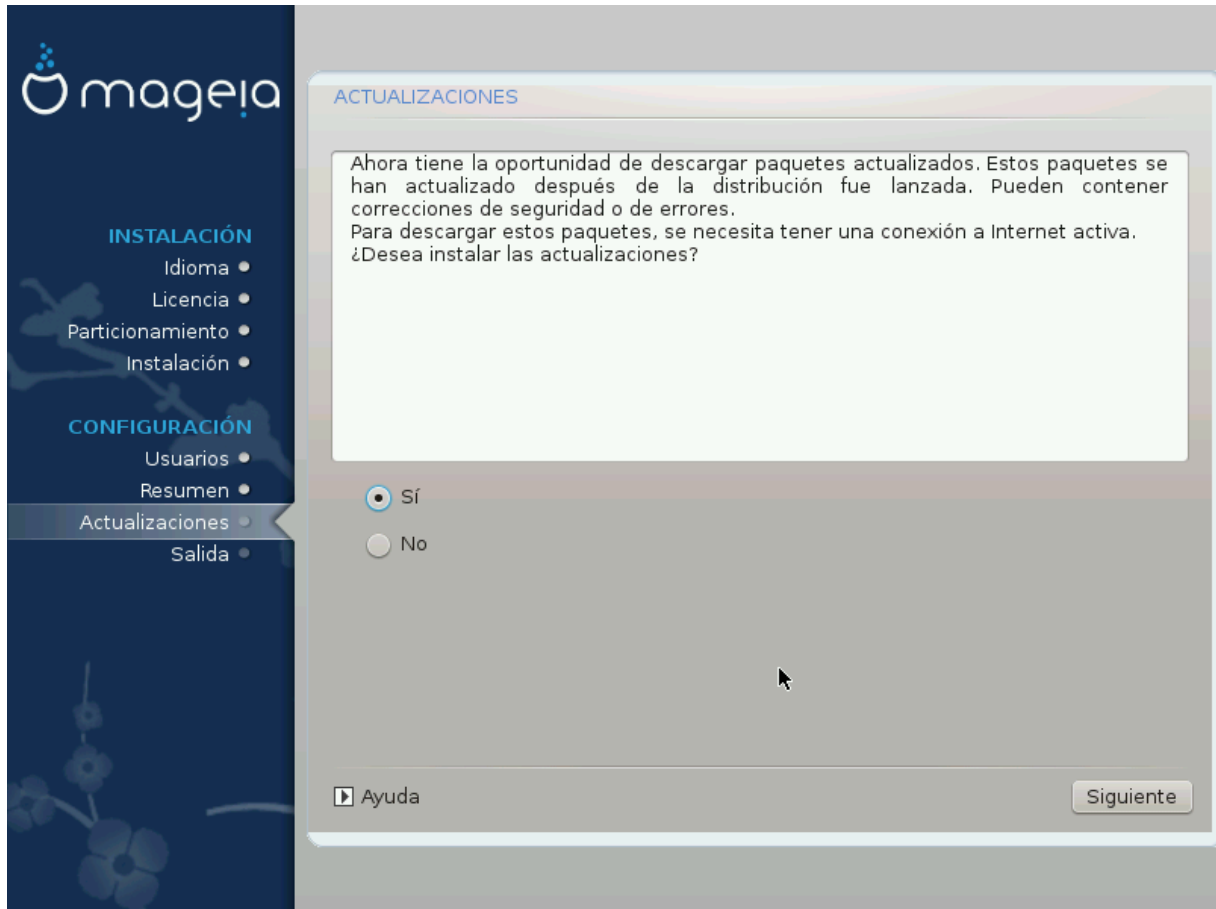 mageia
INSTALACIÓN
Idioma
Licencia
Particionamiento
Instalación
CONFIGURACIÓN
Usuarios
Resumen
Actualizaciones
Salida
ACTUALIZACIONES
Ahora tiene la oportunidad de descargar paquetes actualizados. Estos paquetes se
han actualizado después de la distribución fue lanzada. Pueden contener
correcciones de seguridad o de errores.
Para descargar estos paquetes, se necesita tener una conexión a Internet activa.
¿Desea instalar las actualizaciones?
Sí
No
Ayuda
Siguiente